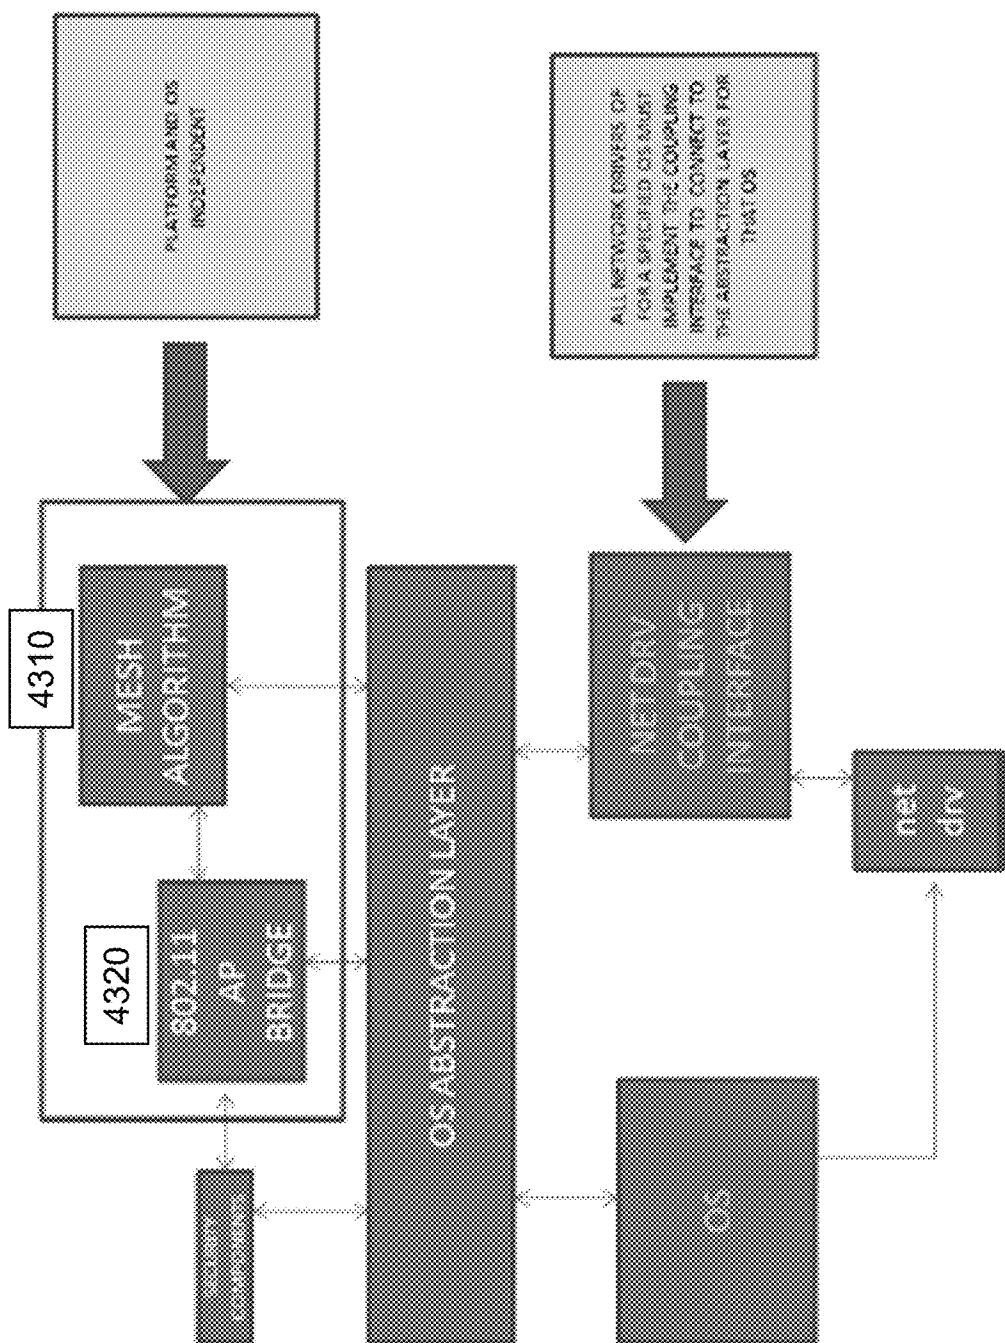 4310
MESH
ALGORITHM
4320
802.11
AP
BRIDGE
SECURITY
COMPONENT
OS ABSTRACTION LAYER
OS
NET DRV
COUPLING
INTERFACE
net
drv
PLATFORM AND OS
INDEPENDENT
ALL NETWORK DRIVERS OF
FOR A SPECIFIED OS MUST
IMPLEMENT THE COUPLING
INTERFACE TO CONNECT TO
THE ABSTRACTION LAYER FOR
THAT OS